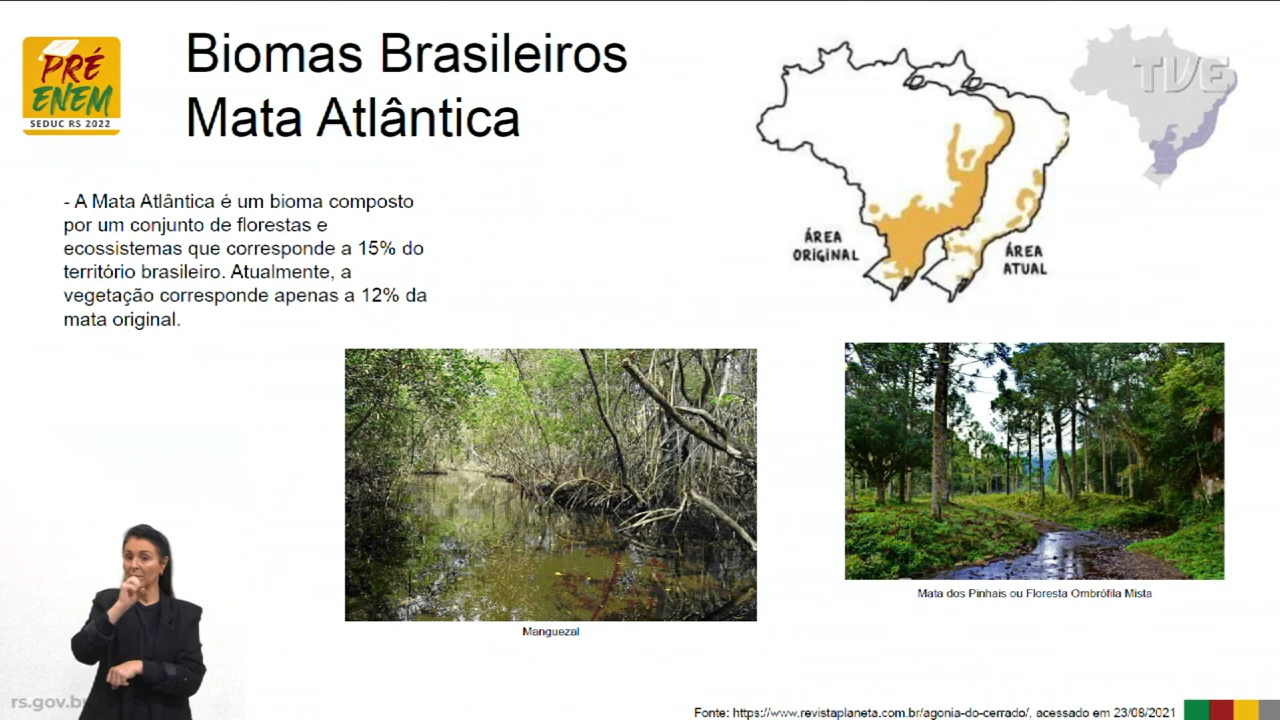 PRÉ
ENEM
SEDUC RS 2022
Biomas Brasileiros
Mata Atlântica
TVE
- A Mata Atlântica é um bioma composto
por um conjunto de florestas e
ecossistemas que corresponde a 15% do
território brasileiro. Atualmente, a
vegetação corresponde apenas a 12% da
mata original.
ÁREA
ORIGINAL
ÁREA
ATUAL
Manguezal
Mata dos Pinhais ou Floresta Ombrófila Mista
rs.gov.br
Fonte: https://www.revistaplaneta.com.br/agonia-do-cerrado/, acessado em 23/08/2021